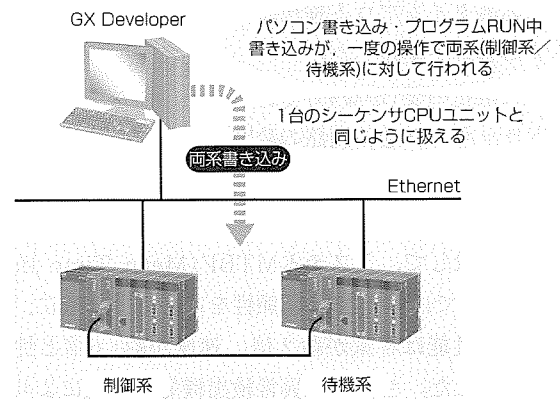 GX Developer
パソコン書き込み・プログラムRUN中
書き込みが，一度の操作で両系(制御系／
待機系)に対して行われる
1台のシーケンサCPUユニットと
同じように扱える
両系書き込み
Ethernet
制御系
待機系